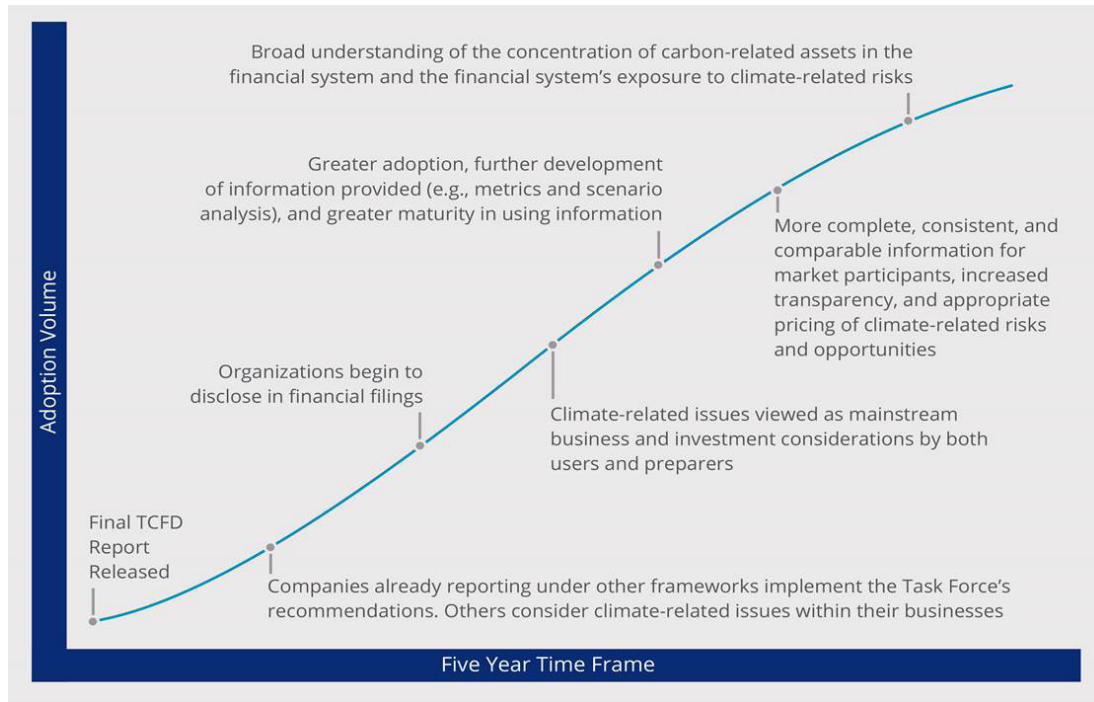 Broad understanding of the concentration of carbon-related assets in the
financial system and the financial system’s exposure to climate-related risks
Greater adoption, further development
of information provided (e.g., metrics and scenario
analysis), and greater maturity in using information
More complete, consistent, and
comparable information for
market participants, increased
transparency, and appropriate
pricing of climate-related risks
and opportunities
Organizations begin to
disclose in financial filings
Climate-related issues viewed as mainstream
business and investment considerations by both
users and preparers
Final TCFD
Report
Released
Companies already reporting under other frameworks implement the Task Force’s
recommendations. Others consider climate-related issues within their businesses
Adoption Volume
Five Year Time Frame